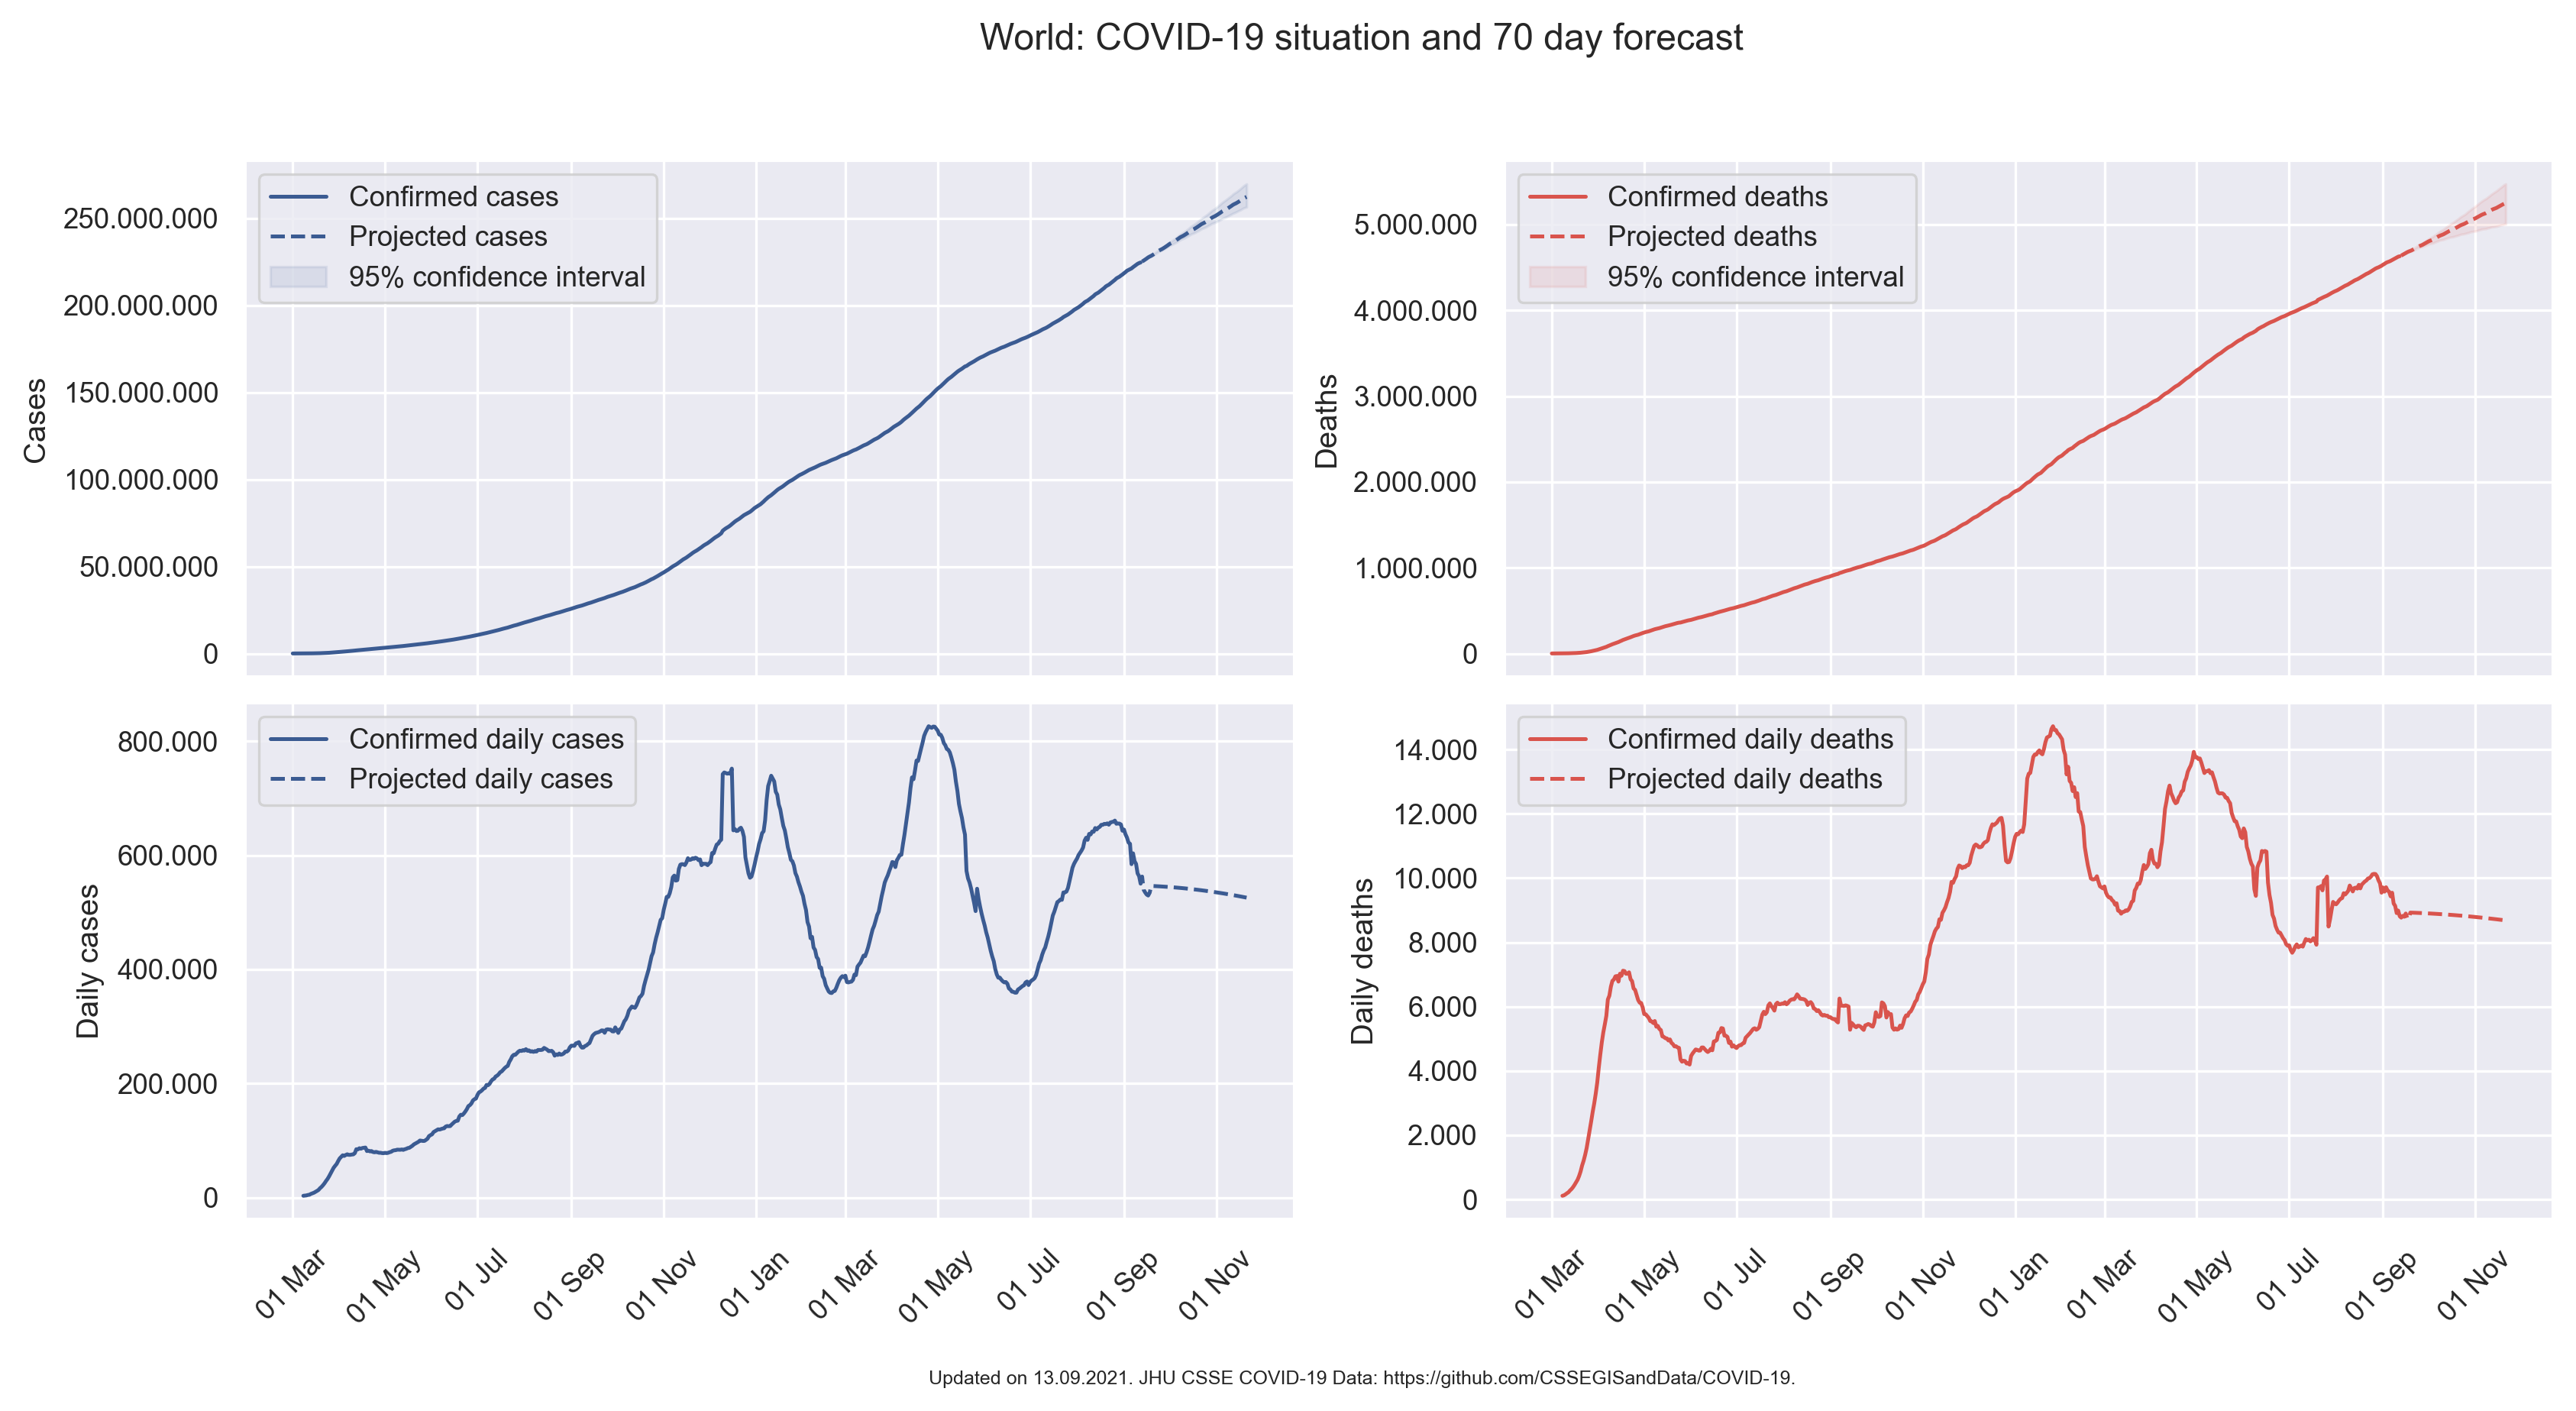 World: COVID-19 situation and 70 day forecast
Confirmed cases
Projected cases
95% confidence interval
250.000.000
200.000.000
150.000.000
100.000.000
50.000.000
0
Cases
Confirmed deaths
Projected deaths
95% confidence interval
5.000.000
4.000.000
3.000.000
2.000.000
1.000.000
0
Deaths
Confirmed daily cases
Projected daily cases
800.000
600.000
400.000
200.000
0
Daily cases
01 Mar
01 May
01 Jul
01 Sep
01 Nov
01 Jan
01 Mar
01 May
01 Jul
01 Sep
01 Nov
Confirmed daily deaths
Projected daily deaths
14.000
12.000
10.000
8.000
6.000
4.000
2.000
0
Daily deaths
01 Mar
01 May
01 Jul
01 Sep
01 Nov
01 Jan
01 Mar
01 May
01 Jul
01 Sep
01 Nov
Updated on 13.09.2021. JHU CSSE COVID-19 Data: https://github.com/CSSEGISandData/COVID-19.